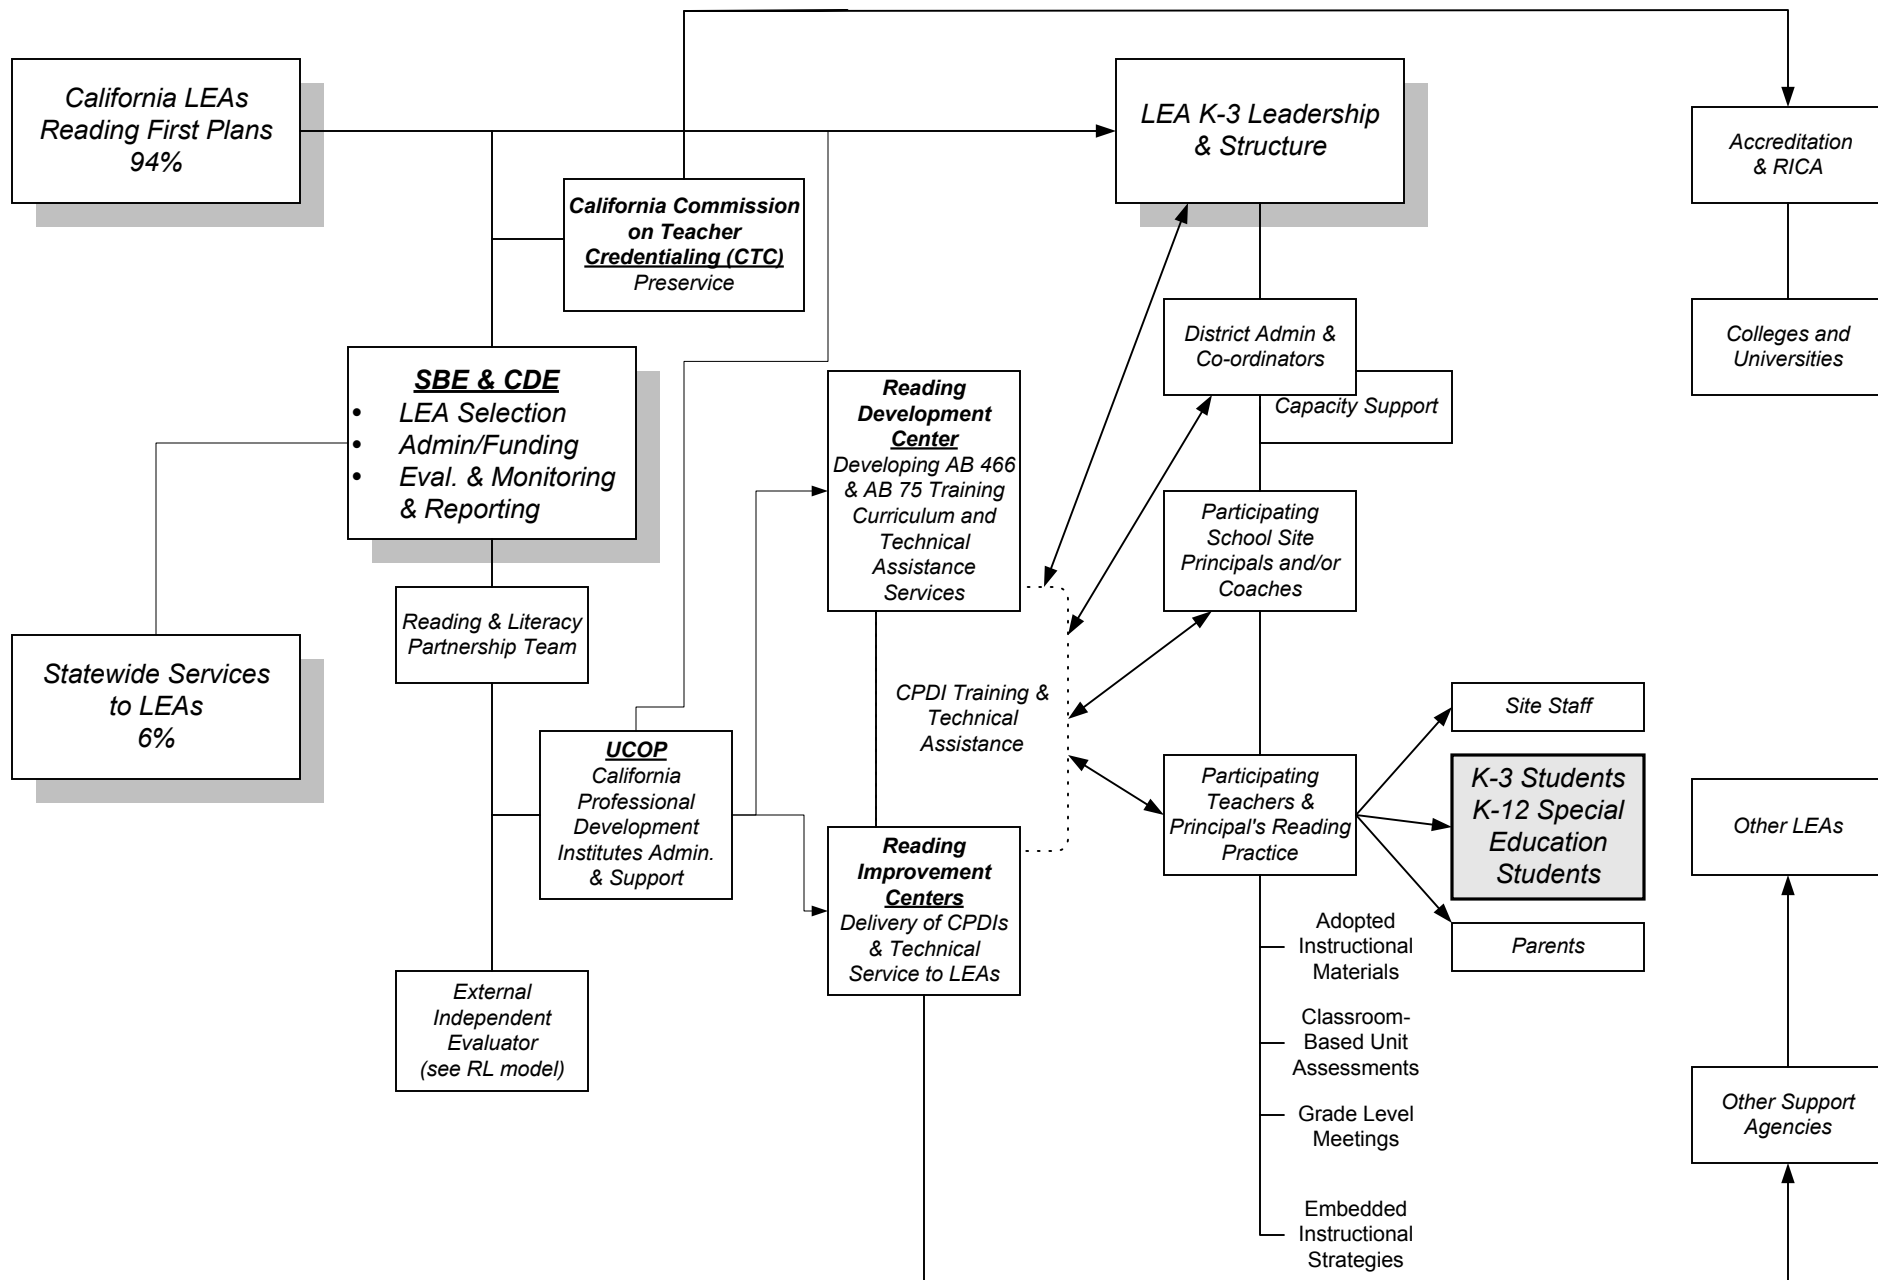 California LEAs
Reading First Plans
94%
LEA K-3 Leadership
& Structure
Accreditation
& RICA
California Commission
on Teacher
Credentialing (CTC)
Preservice
District Admin &
Co-ordinators
Capacity Support
Colleges and
Universities
SBE & CDE
• LEA Selection
• Admin/Funding
• Eval. & Monitoring
& Reporting
Reading
Development
Center
Developing AB 466
& AB 75 Training
Curriculum and
Technical
Assistance
Services
Participating
School Site
Principals and/or
Coaches
Reading & Literacy
Partnership Team
Statewide Services
to LEAs
6%
CPDI Training &
Technical
Assistance
Site Staff
UCOP
California
Professional
Development
Institutes Admin.
& Support
Participating
Teachers &
Principal's Reading
Practice
K-3 Students
K-12 Special
Education
Students
Other LEAs
Reading
Improvement
Centers
Delivery of CPDIs
& Technical
Service to LEAs
Parents
Adopted
Instructional
Materials
External
Independent
Evaluator
(see RL model)
Classroom-
Based Unit
Assessments
Grade Level
Meetings
Other Support
Agencies
Embedded
Instructional
Strategies